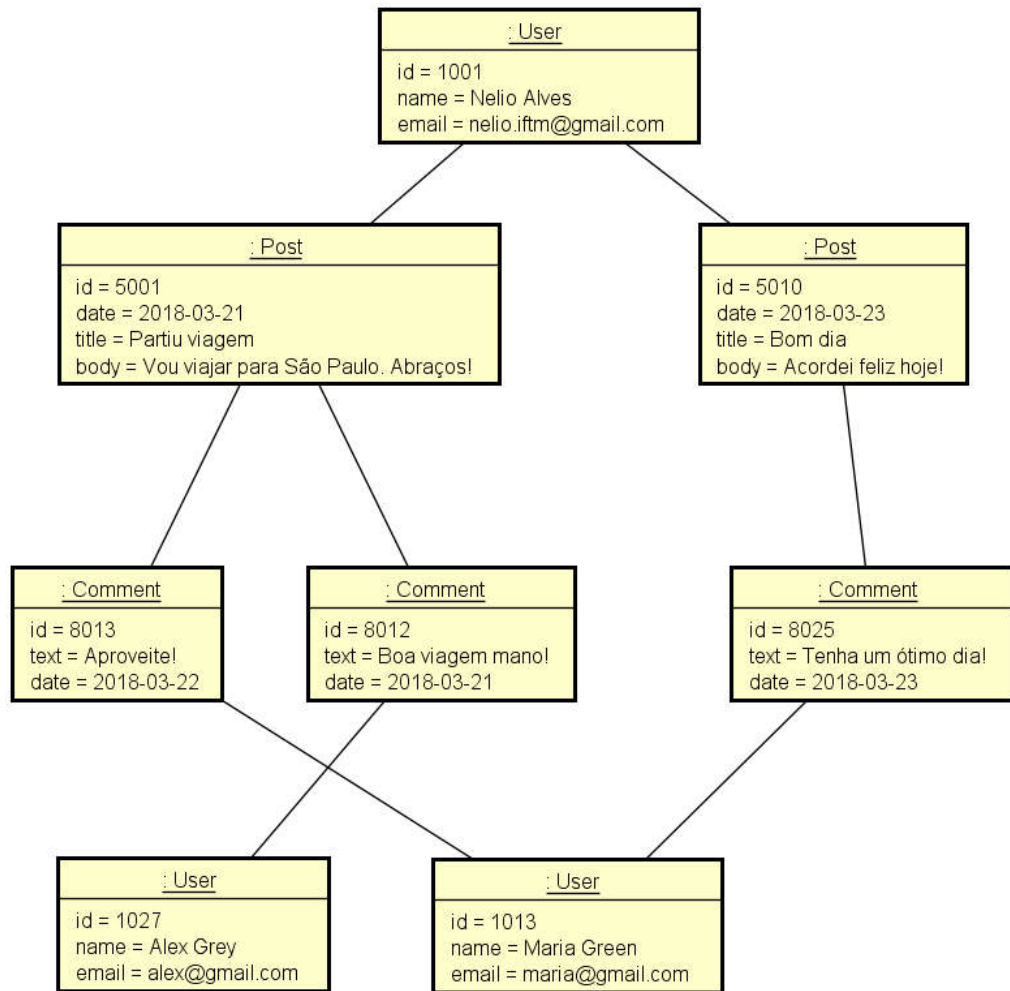 : User
id = 1001
name = Nelio Alves
email = nelio.iftm@gmail.com
: Post
id = 5001
date = 2018-03-21
title = Partiu viagem
body = Vou viajar para São Paulo. Abraços!
: Post
id = 5010
date = 2018-03-23
title = Bom dia
body = Acordei feliz hoje!
: Comment
id = 8013
text = Aproveite!
date = 2018-03-22
: Comment
id = 8012
text = Boa viagem mano!
date = 2018-03-21
: Comment
id = 8025
text = Tenha um ótimo dia!
date = 2018-03-23
: User
id = 1027
name = Alex Grey
email = alex@gmail.com
: User
id = 1013
name = Maria Green
email = maria@gmail.com